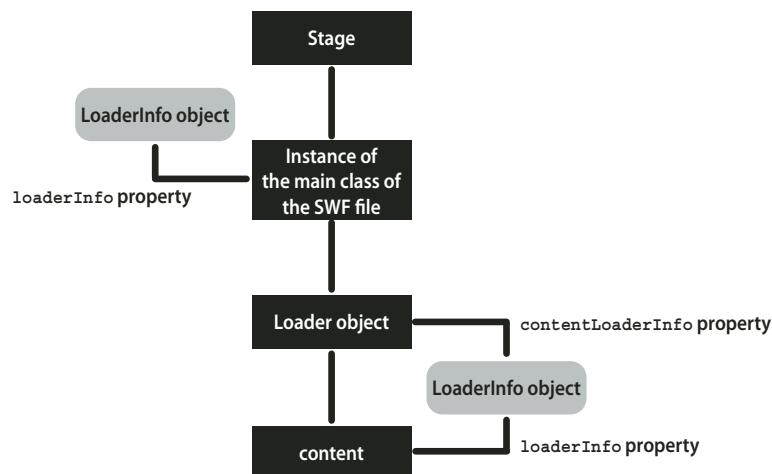 Stage
LoaderInfo object
Instance of
the main class of
the SWF file
loaderInfo property
Loader object
contentLoaderInfo property
LoaderInfo object
content
loaderInfo property